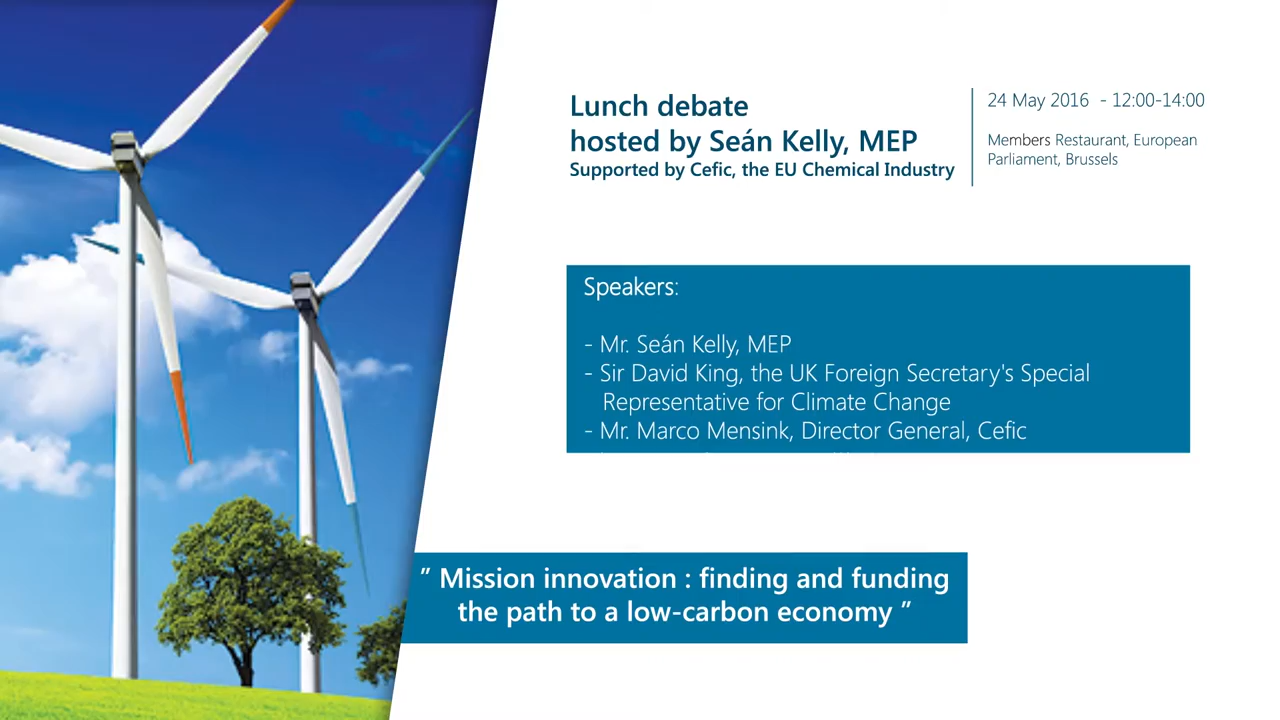 Lunch debate
hosted by Seán Kelly, MEP
Supported by Cefic, the EU Chemical Industry
24 May 2016 - 12:00-14:00
Members Restaurant, European
Parliament, Brussels
Speakers:
- Mr. Seán Kelly, MEP
- Sir David King, the UK Foreign Secretary's Special
Representative for Climate Change
- Mr. Marco Mensink, Director General, Cefic
” Mission innovation : finding and funding
the path to a low-carbon economy ”